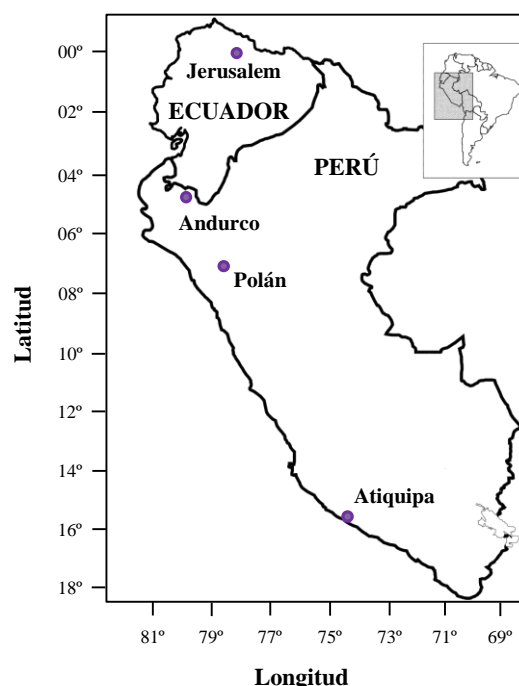 00º
Jerusalem
ECUADOR
02º
PERÚ
04º
Andurco
06º
Polán
08º
Latitud
10º
12º
14º
Atiquipa
16º
18º
81º 79º 77º 75º 73º 71º 69º
Longitud